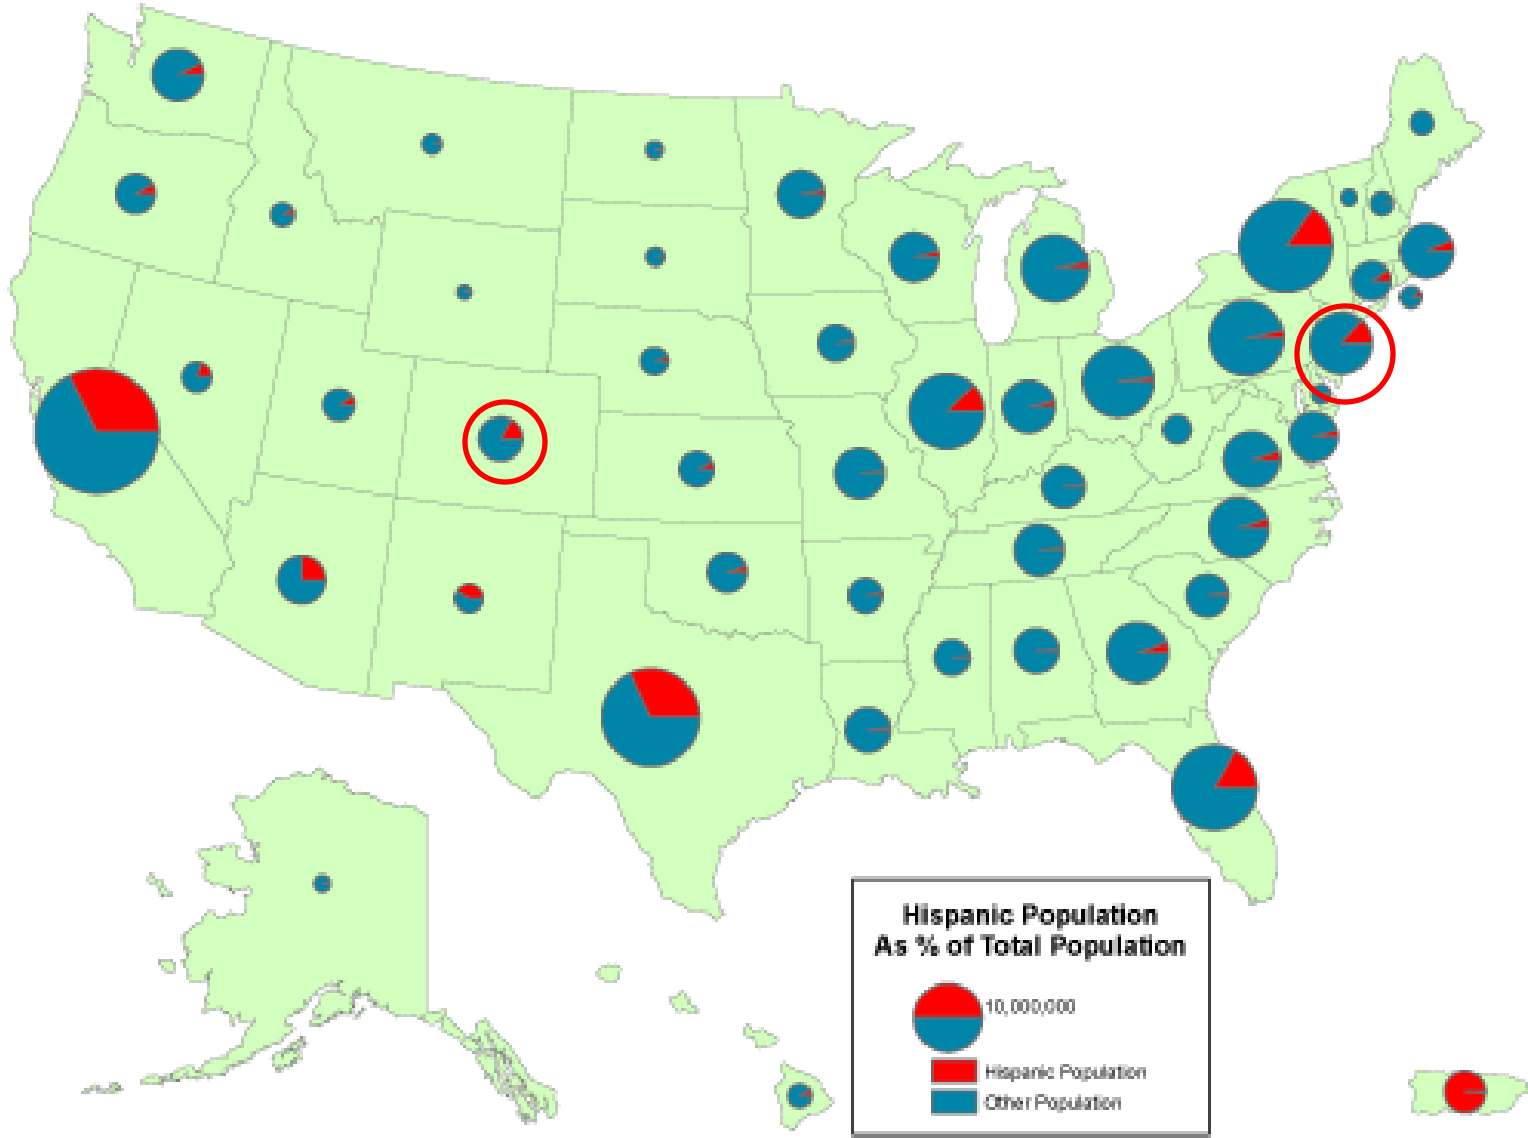 Hispanic Population
As % of Total Population
10,000,000
Hispanic Population
Other Population